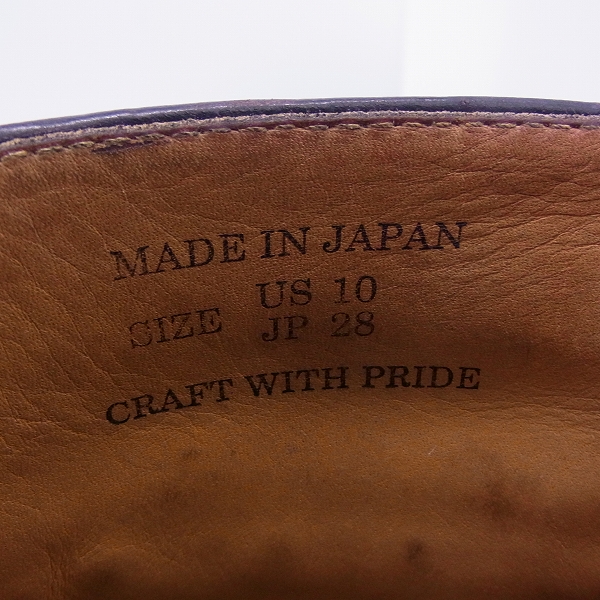 MADE IN JAPAN
US 10
SIZE JP 28
CRAFT WITH PRIDE